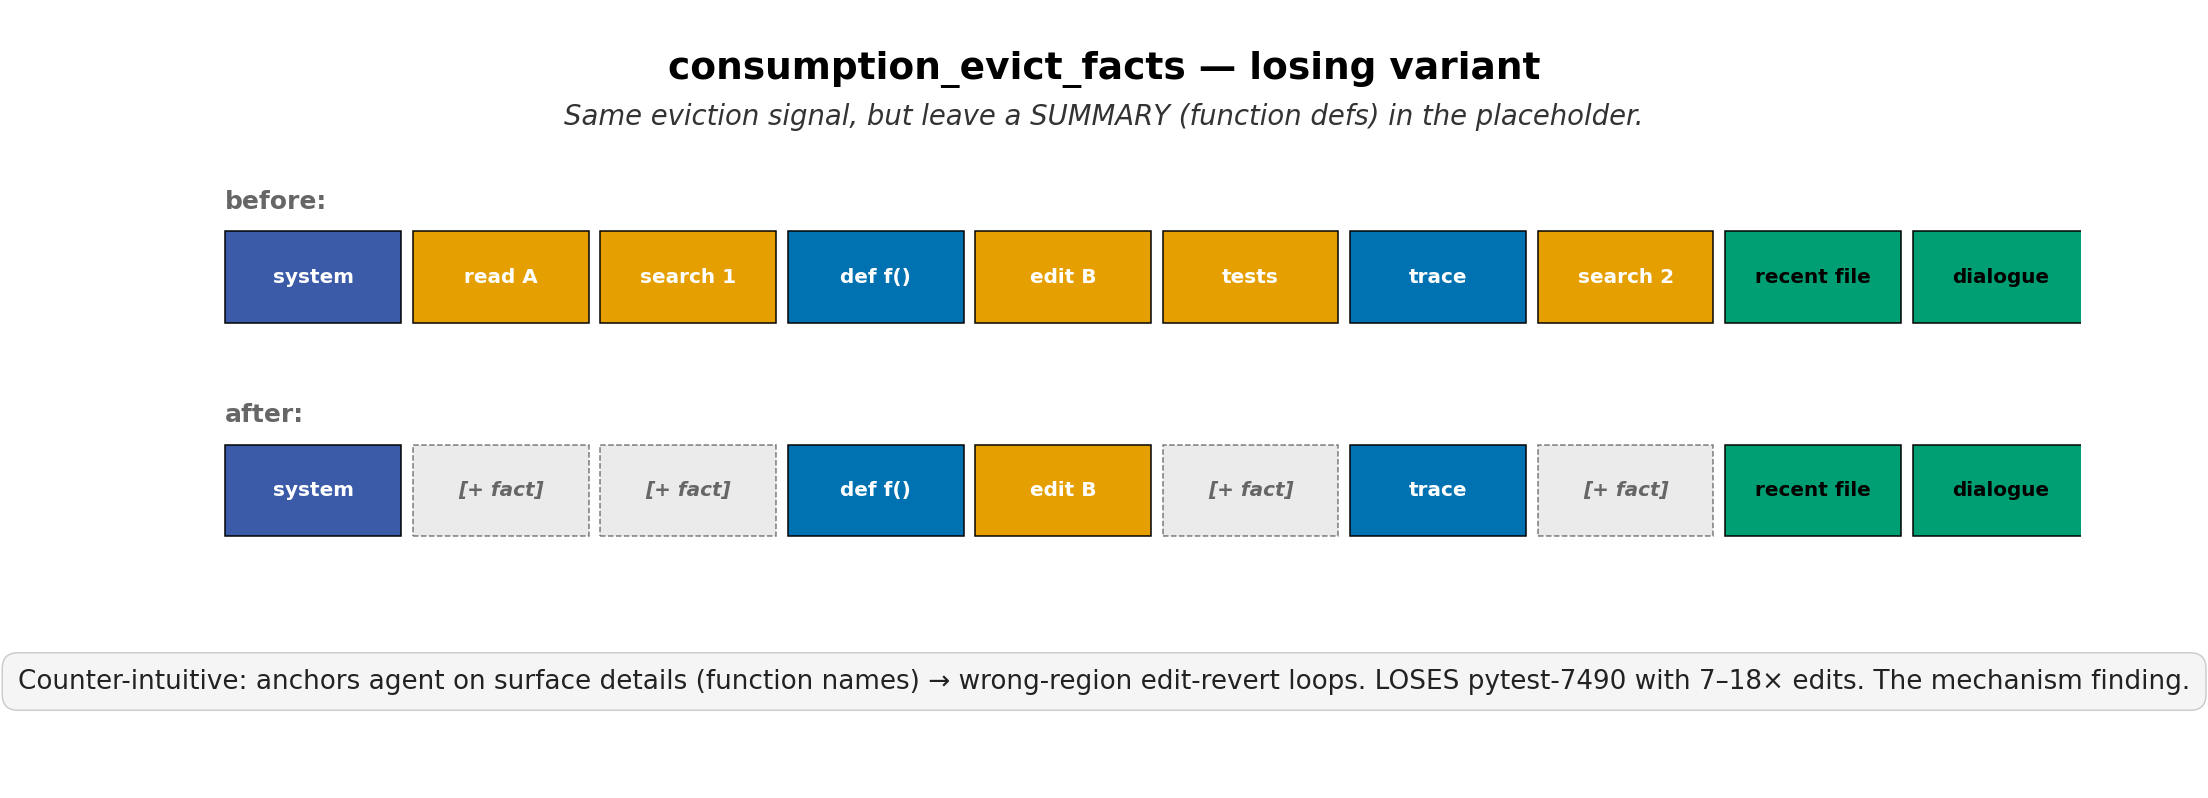 consumption_evict_facts — losing variant
Same eviction signal, but leave a SUMMARY (function defs) in the placeholder.
before:
system read A search 1 def f() edit B tests trace search 2 recent file dialogue
after:
system [+ fact] [+ fact] def f() edit B [+ fact] trace [+ fact] recent file dialogue
Counter-intuitive: anchors agent on surface details (function names) → wrong-region edit-revert loops. LOSES pytest-7490 with 7–18× edits. The mechanism finding.